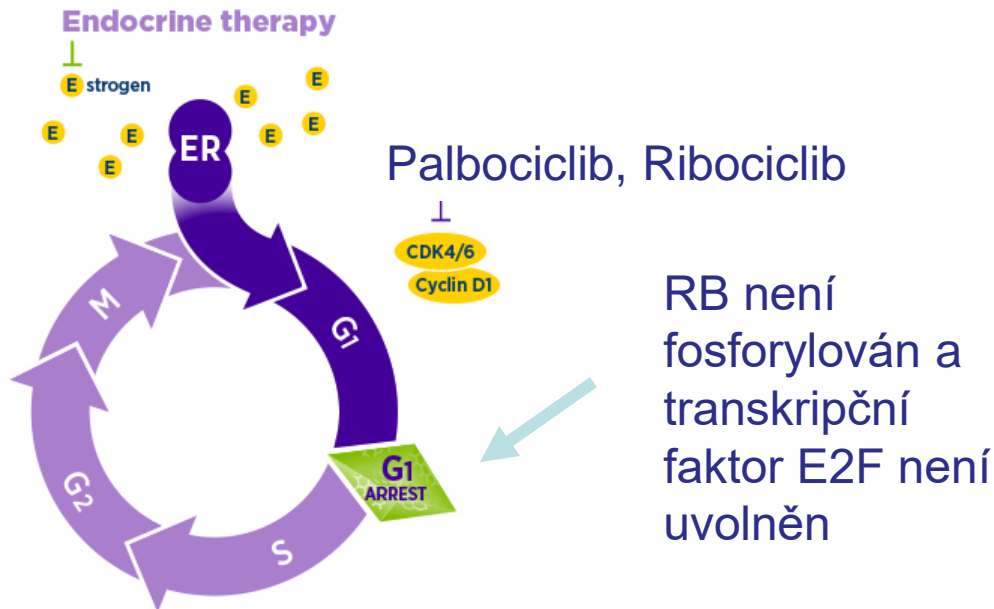 Endocrine therapy
E strogen
E
E
E
E
E
E
E
ER
Palbociclib, Ribociclib
CDK4/6
Cyclin D1
RB není
fosforylován a
transkripční
faktor E2F není
uvolněn
M
G1
G1
ARREST
G2
S